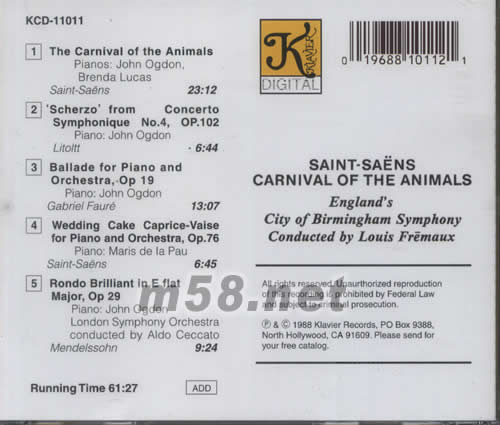 KCD-11011
1 The Carnival of the Animals
Pianos: John Ogdon,
Brenda Lucas
Saint-Saëns 23:12
2 'Scherzo' from Concerto
Symphonique No.4, OP.102
Piano: John Ogdon
Litoltt 6:44
3 Ballade for Piano and
Orchestra, Op 19
Piano: John Ogdon
Gabriel Fauré 13:07
4 Wedding Cake Caprice-Vaise
for Piano and Orchestra, Op.76
Piano: Maris de la Pau
Saint-Saëns 6:45
5 Rondo Brilliant in E.flat
Major, Op 29
Piano: John Ogdon
London Symphony Orchestra
conducted by Aldo Ceccato
Mendelssohn 9:24
Running Time 61:27 ADD
K
KLAVIER
DIGITAL
0 19688 10112 1
SAINT-SAËNS
CARNIVAL OF THE ANIMALS
England's
City of Birmingham Symphony
Conducted by Louis Frēmaux
All rights reserved. Unauthorized reproduction
of this recording is prohibited by Federal Law
and subject to criminal prosecution.
℗ & © 1988 Klavier Records, PO Box 9388,
North Hollywood, CA 91609. Please send for
your free catalog.
m58.net